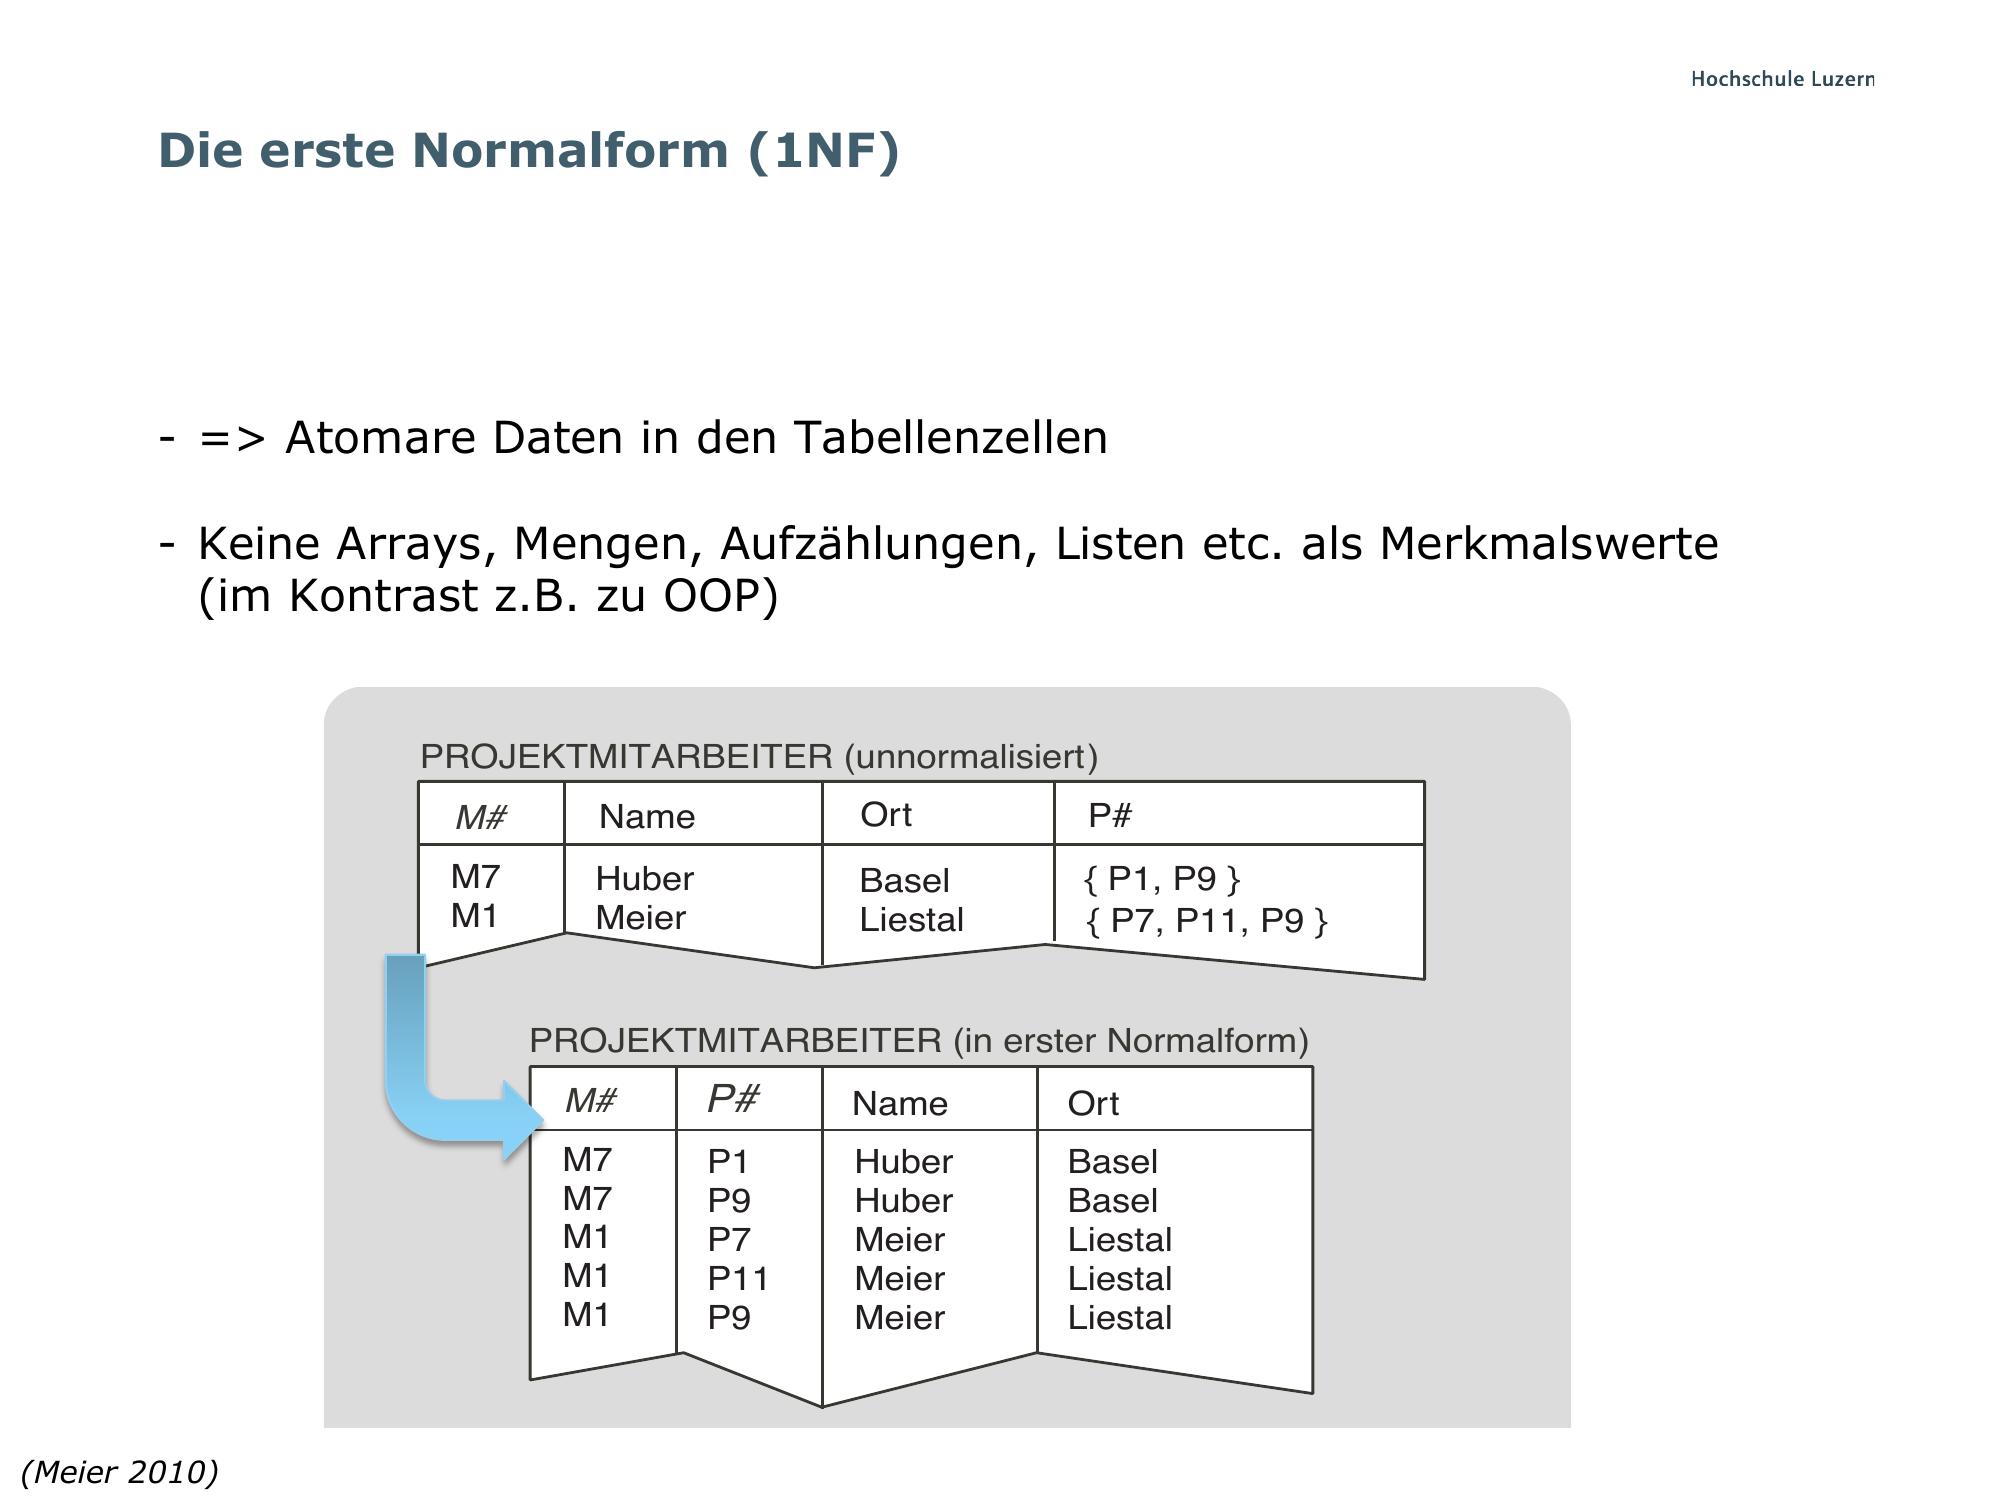 Hochschule Luzern
Die erste Normalform (1NF)
- => Atomare Daten in den Tabellenzellen
- Keine Arrays, Mengen, Aufzählungen, Listen etc. als Merkmalswerte
(im Kontrast z.B. zu OOP)
PROJEKTMITARBEITER (unnormalisiert)
M# Name Ort P#
M7 Huber Basel { P1, P9 }
M1 Meier Liestal { P7, P11, P9 }
PROJEKTMITARBEITER (in erster Normalform)
M# P# Name Ort
M7 P1 Huber Basel
M7 P9 Huber Basel
M1 P7 Meier Liestal
M1 P11 Meier Liestal
M1 P9 Meier Liestal
(Meier 2010)